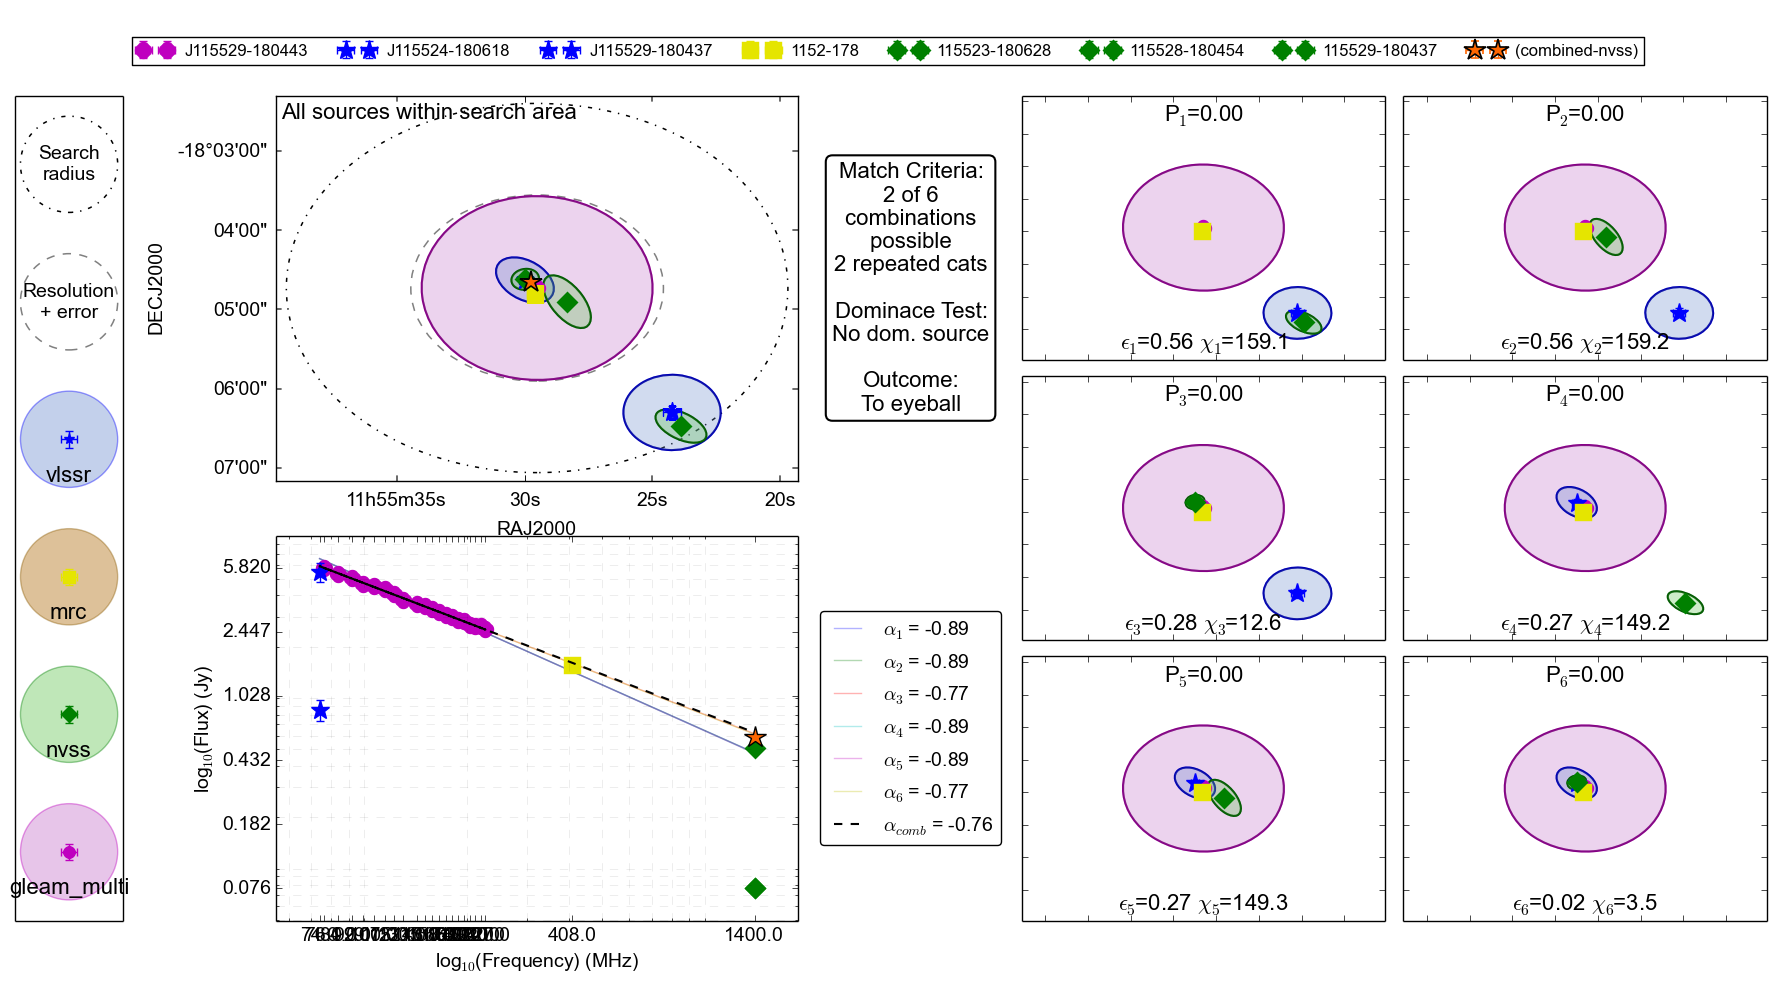 J115529-180443 J115524-180618 J115529-180437 1152-178 115523-180628 115528-180454 115529-180437 (combined-nvss)
Search
radius
Resolution
+ error
vlssr
mrc
nvss
gleam_multi
All sources within search area
DECJ2000
-18°03'00"
04'00"
05'00"
06'00"
07'00"
11h55m35s 30s 25s 20s
RAJ2000
log10(Flux) (Jy)
5.820
2.447
1.028
0.432
0.182
0.076
408.0 1400.0
log10(Frequency) (MHz)
Match Criteria:
2 of 6
combinations
possible
2 repeated cats
Dominace Test:
No dom. source
Outcome:
To eyeball
α1 = -0.89
α2 = -0.89
α3 = -0.77
α4 = -0.89
α5 = -0.89
α6 = -0.77
αcomb = -0.76
P1=0.00
ϵ1=0.56 χ1=159.1
P2=0.00
ϵ2=0.56 χ2=159.2
P3=0.00
ϵ3=0.28 χ3=12.6
P4=0.00
ϵ4=0.27 χ4=149.2
P5=0.00
ϵ5=0.27 χ5=149.3
P6=0.00
ϵ6=0.02 χ6=3.5